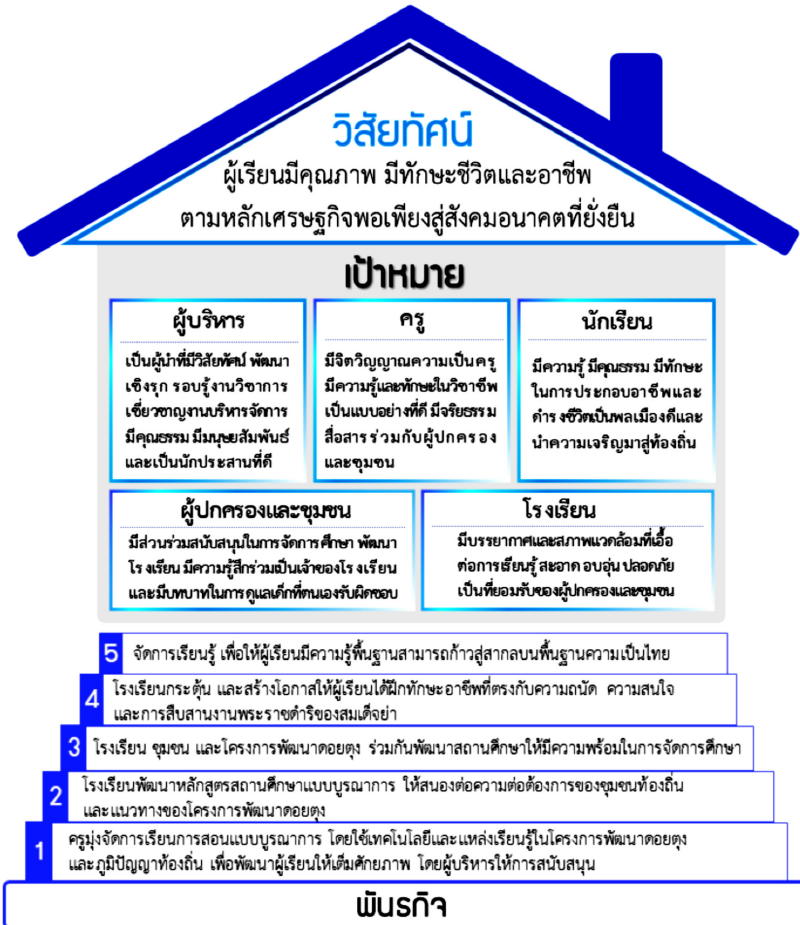 วิสัยทัศน์
ผู้เรียนมีคุณภาพ มีทักษะชีวิตและอาชีพ
ตามหลักเศรษฐกิจพอเพียงสู่สังคมอนาคตที่ยั่งยืน
เป้าหมาย
ผู้บริหาร
เป็นผู้นำที่มีวิสัยทัศน์ พัฒนา
เชิงรุก รอบรู้งานวิชาการ
เชี่ยวชาญงานบริหารจัดการ
มีคุณธรรม มีมนุษยสัมพันธ์
และเป็นนักประสานที่ดี
ครู
มีจิตวิญญาณความเป็นครู
มีความรู้และทักษะในวิชาชีพ
เป็นแบบอย่างที่ดี มีจริยธรรม
สื่อสารร่วมกับผู้ปกครอง
และชุมชน
นักเรียน
มีความรู้ มีคุณธรรม มีทักษะ
ในการประกอบอาชีพและ
ดำรงชีวิตเป็นพลเมืองดีและ
นำความเจริญมาสู่ท้องถิ่น
ผู้ปกครองและชุมชน
มีส่วนร่วมสนับสนุนในการจัดการศึกษา พัฒนา
โรงเรียน มีความรู้สึกร่วมเป็นเจ้าของโรงเรียน
และมีบทบาทในการดูแลเด็กที่ตนเองรับผิดชอบ
โรงเรียน
มีบรรยากาศและสภาพแวดล้อมที่เอื้อ
ต่อการเรียนรู้ สะอาด อบอุ่น ปลอดภัย
เป็นที่ยอมรับของผู้ปกครองและชุมชน
5 จัดการเรียนรู้ เพื่อให้ผู้เรียนมีความรู้พื้นฐานสามารถก้าวสู่สากลบนพื้นฐานความเป็นไทย
4 โรงเรียนกระตุ้น และสร้างโอกาสให้ผู้เรียนได้ฝึกทักษะอาชีพที่ตรงกับความถนัด ความสนใจ
และการสืบสานงานพระราชดำริของสมเด็จย่า
3 โรงเรียน ชุมชน และโครงการพัฒนาดอยตุง ร่วมกันพัฒนาสถานศึกษาให้มีความพร้อมในการจัดการศึกษา
2 โรงเรียนพัฒนาหลักสูตรสถานศึกษาแบบบูรณาการ ให้สนองต่อความต่อต้องการของชุมชนท้องถิ่น
และแนวทางของโครงการพัฒนาดอยตุง
1 ครูมุ่งจัดการเรียนการสอนแบบบูรณาการ โดยใช้เทคโนโลยีและแหล่งเรียนรู้ในโครงการพัฒนาดอยตุง
และภูมิปัญญาท้องถิ่น เพื่อพัฒนาผู้เรียนให้เต็มศักยภาพ โดยผู้บริหารให้การสนับสนุน
พันธกิจ